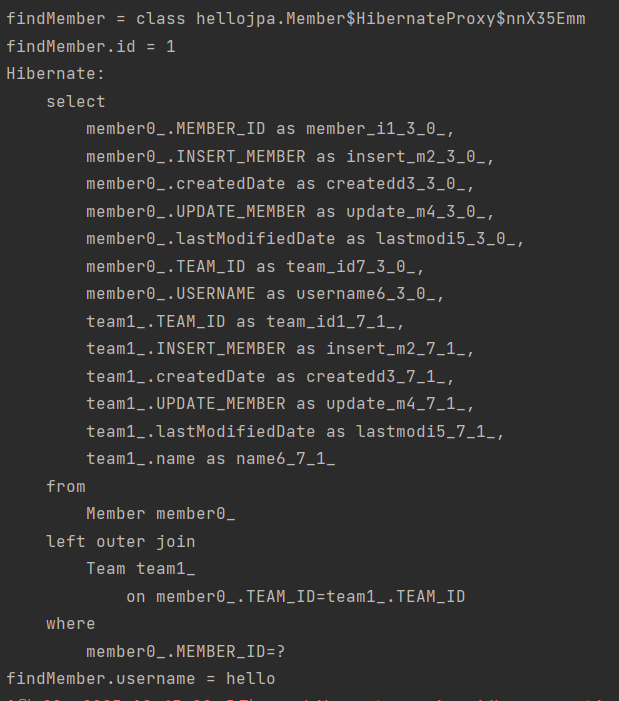 findMember = class hellojpa.Member$HibernateProxy$nnX35Emm
findMember.id = 1
Hibernate:
    select
        member0_.MEMBER_ID as member_i1_3_0_,
        member0_.INSERT_MEMBER as insert_m2_3_0_,
        member0_.createdDate as createdd3_3_0_,
        member0_.UPDATE_MEMBER as update_m4_3_0_,
        member0_.lastModifiedDate as lastmodi5_3_0_,
        member0_.TEAM_ID as team_id7_3_0_,
        member0_.USERNAME as username6_3_0_,
        team1_.TEAM_ID as team_id1_7_1_,
        team1_.INSERT_MEMBER as insert_m2_7_1_,
        team1_.createdDate as createdd3_7_1_,
        team1_.UPDATE_MEMBER as update_m4_7_1_,
        team1_.lastModifiedDate as lastmodi5_7_1_,
        team1_.name as name6_7_1_
    from
        Member member0_
    left outer join
        Team team1_
            on member0_.TEAM_ID=team1_.TEAM_ID
    where
        member0_.MEMBER_ID=?
findMember.username = hello